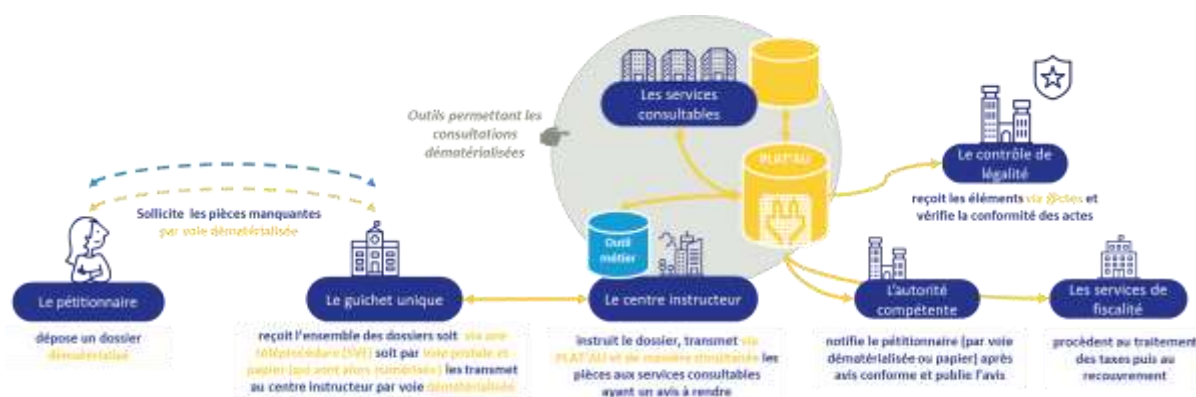 Les services
consultables
Outils permettant les
consultations
dématérialisées
PLAT'AU
Le contrôle de
légalité
reçoit les éléments via @ctes et
vérifie la conformité des actes
Sollicite les pièces manquantes
par voie dématérialisée
Outil
métier
Le pétitionnaire
dépose un dossier
dématérialisé
Le guichet unique
reçoit l'ensemble des dossiers soit via une
téléprocédure (SVE) soit par voie postale et
papier (qui sont alors numérisés) les transmet
au centre instructeur par voie dématérialisée
Le centre instructeur
instruit le dossier, transmet via
PLAT'AU et de manière simultanée les
pièces aux services consultables
ayant un avis à rendre
L'autorité
compétente
notifie le pétitionnaire (par voie
dématérialisée ou papier) après
avis conforme et publie l'avis
Les services de
fiscalité
procèdent au traitement
des taxes puis au
recouvrement